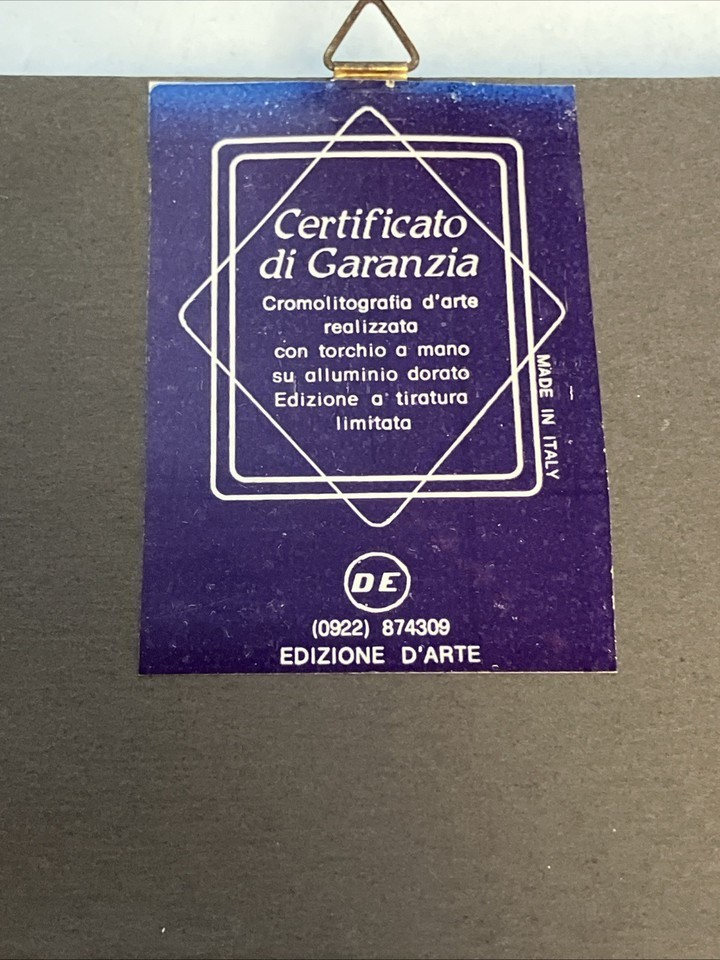 Certificato
di Garanzia
Cromolitografia d'arte
realizzata
con torchio a mano
su alluminio dorato
Edizione a tiratura
limitata
MADE IN ITALY
DE
(0922) 874309
EDIZIONE D'ARTE